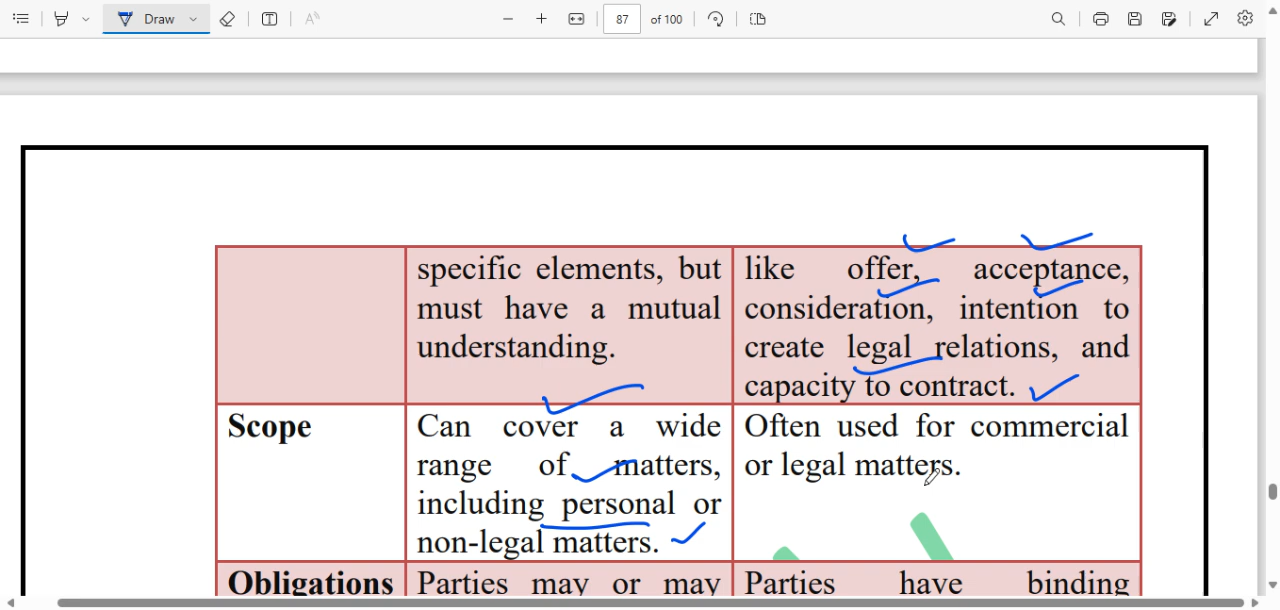 Draw
87 of 100
specific elements, but
must have a mutual
understanding.
like offer, acceptance,
consideration, intention to
create legal relations, and
capacity to contract.
Scope
Can cover a wide
range of matters,
including personal or
non-legal matters.
Often used for commercial
or legal matters.
Obligations
Parties may or may
Parties have binding